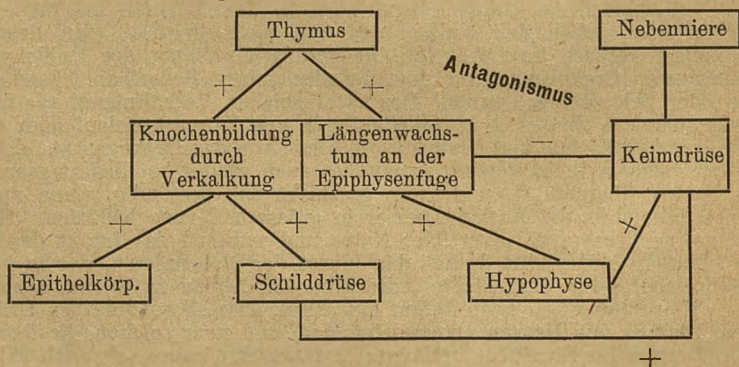 Thymus
Nebenniere
Antagonismus
+ +
Knochenbildung
durch
Verkalkung
Längenwachs-
tum an der
Epiphysenfuge
—
Keimdrüse
+ + + +
Epithelkörp.
Schilddrüse
Hypophyse
+